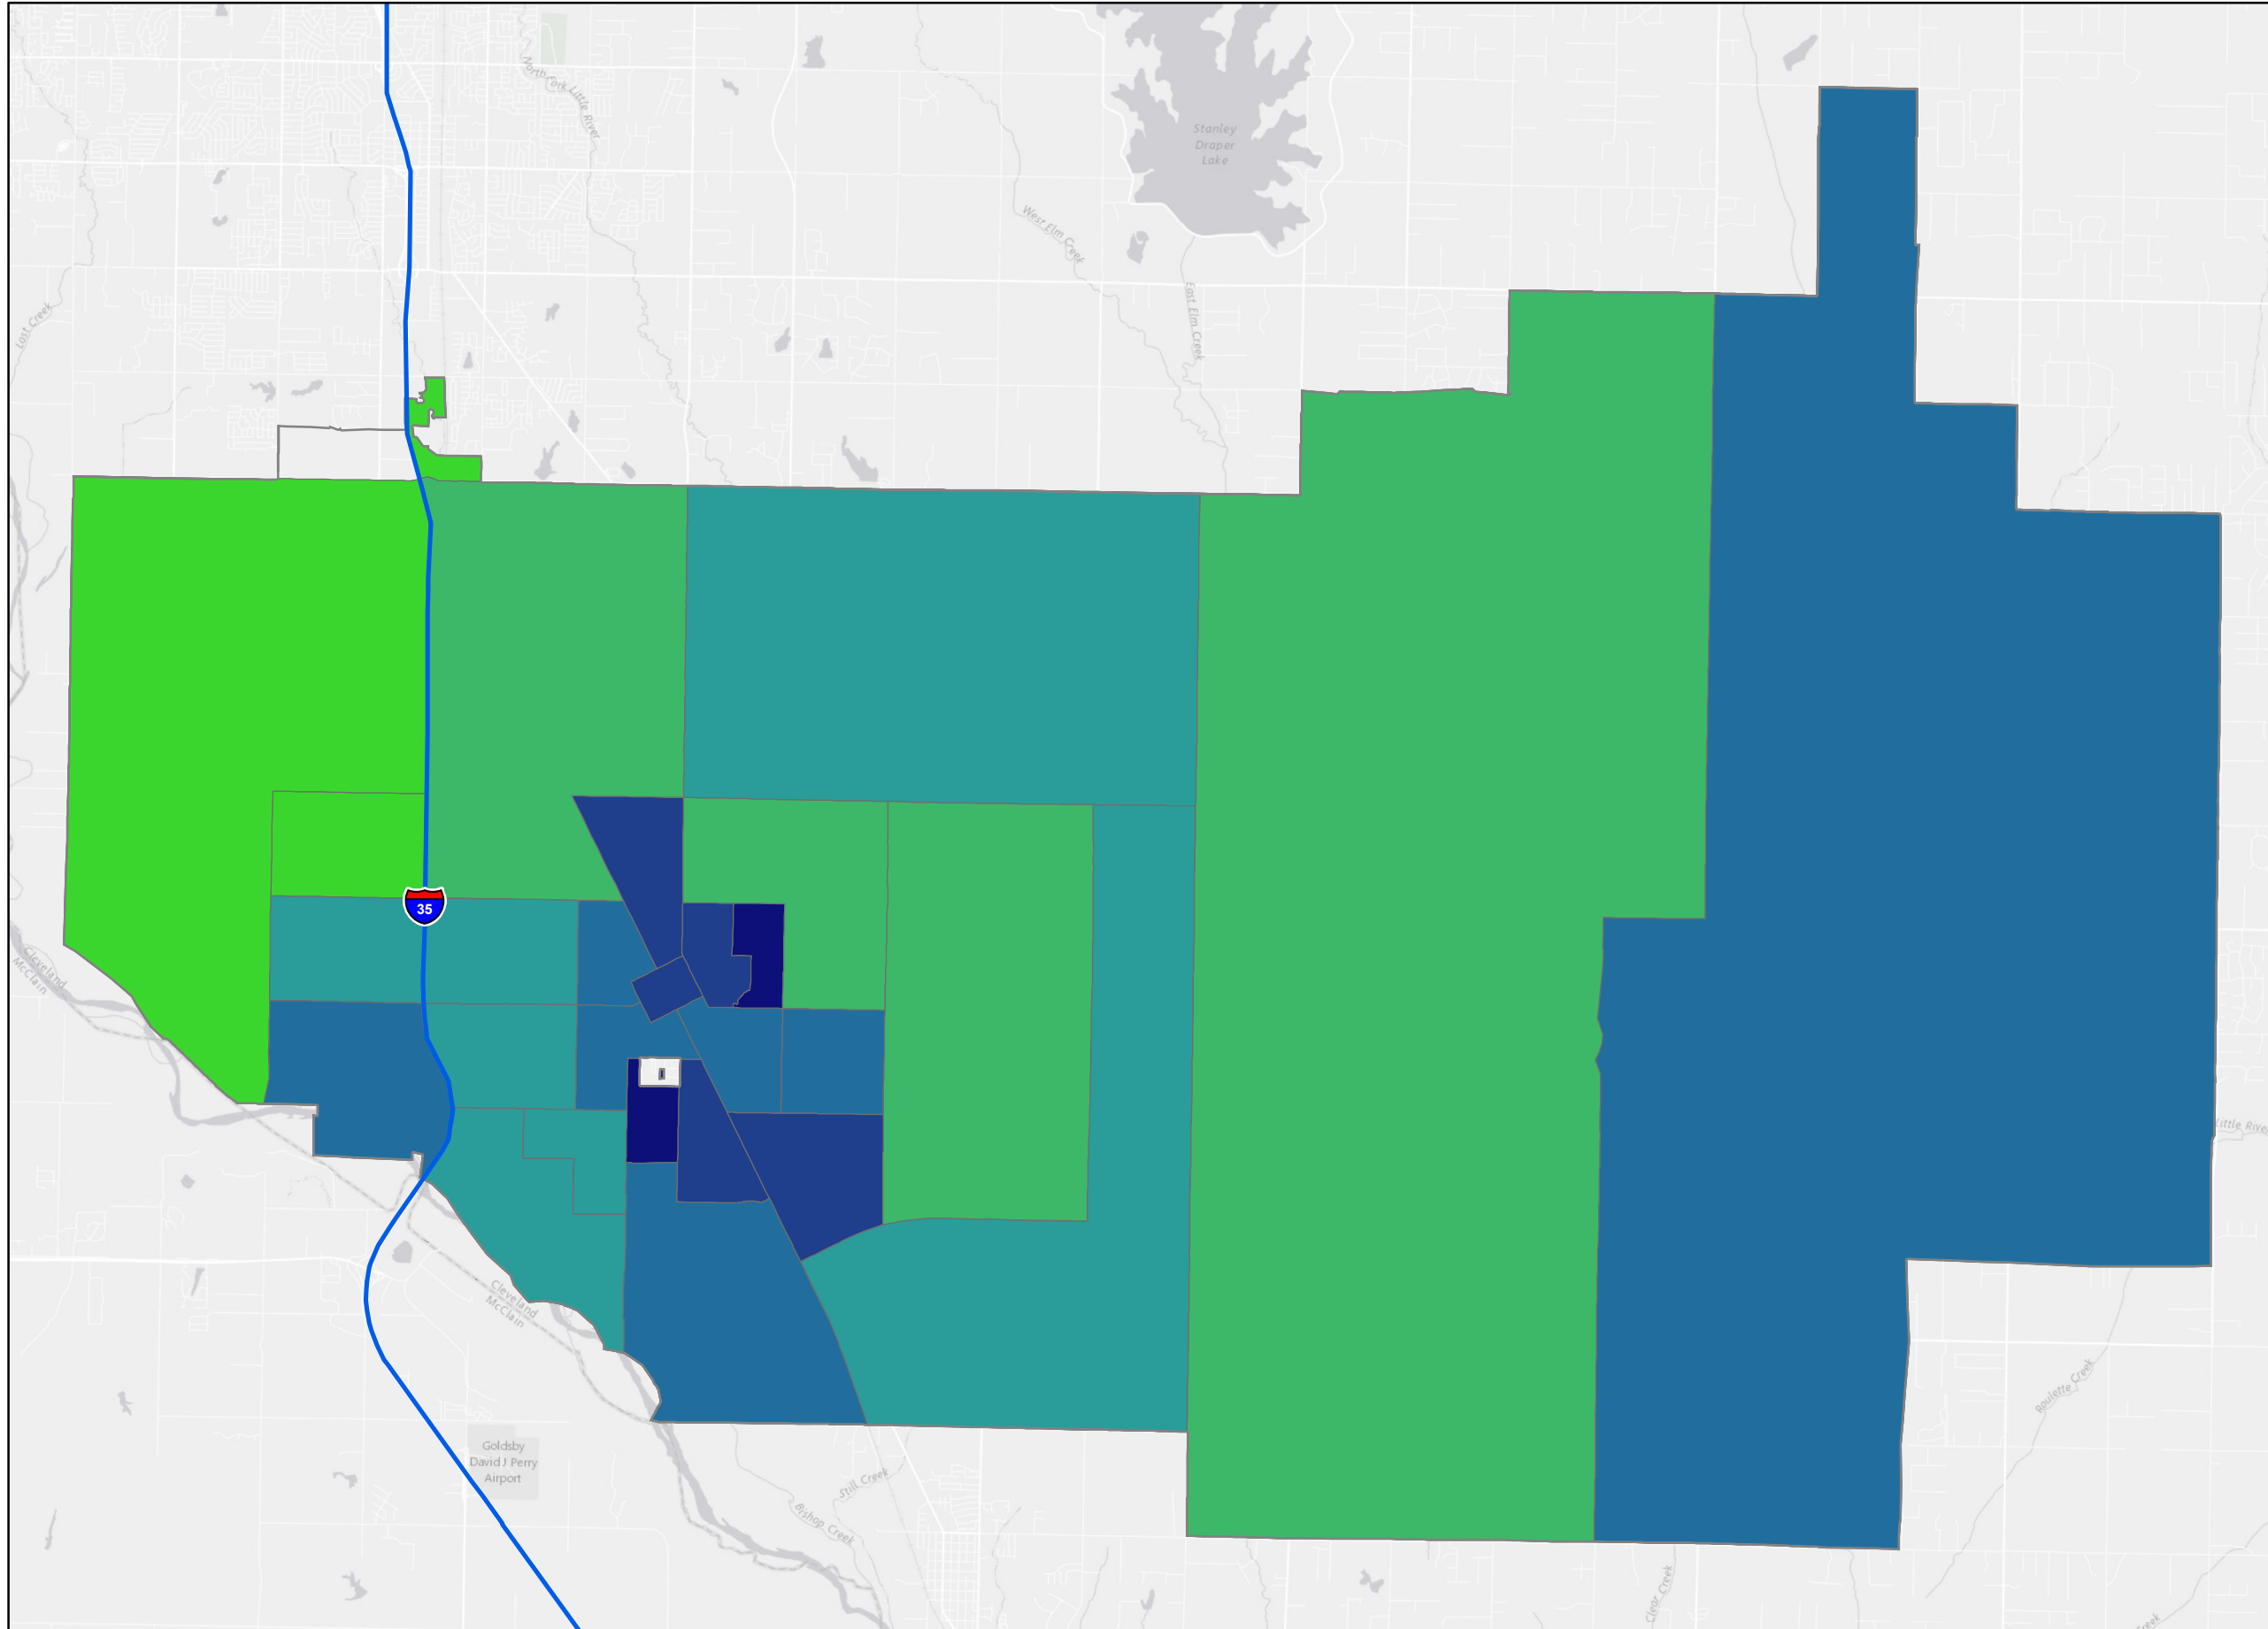 North Fork Little River
Stanley
Draper
Lake
West Elm Creek
East Elm Creek
Lost Creek
35
Cleveland
McClain
Little River
Cleveland
McClain
Roulette Creek
Goldsby
David J Perry
Airport
Still Creek
Bishop Creek
Clear Creek
Creek